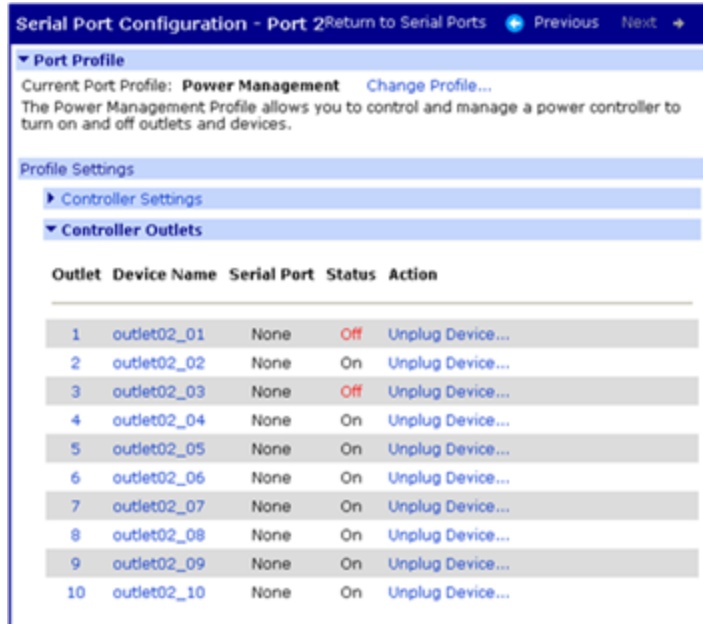 Serial Port Configuration - Port 2 Return to Serial Ports Previous Next
Port Profile
Current Port Profile: Power Management Change Profile...
The Power Management Profile allows you to control and manage a power controller to
turn on and off outlets and devices.
Profile Settings
Controller Settings
Controller Outlets
Outlet Device Name Serial Port Status Action
1 outlet02_01 None Off Unplug Device...
2 outlet02_02 None On Unplug Device...
3 outlet02_03 None Off Unplug Device...
4 outlet02_04 None On Unplug Device...
5 outlet02_05 None On Unplug Device...
6 outlet02_06 None On Unplug Device...
7 outlet02_07 None On Unplug Device...
8 outlet02_08 None On Unplug Device...
9 outlet02_09 None On Unplug Device...
10 outlet02_10 None On Unplug Device...